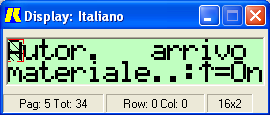 Display: Italiano
Autor.   arrivo
materiale..:↑=On
Pag: 5 Tot: 34
Row: 0 Col: 0
16x2